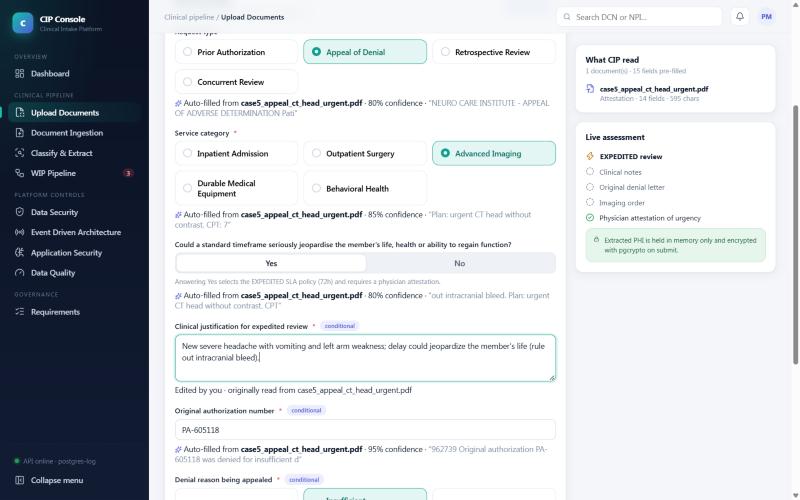 CIP Console
Clinical Intake Platform
OVERVIEW
Dashboard
CLINICAL PIPELINE
Upload Documents
Document Ingestion
Classify & Extract
WIP Pipeline
3
PLATFORM CONTROLS
Data Security
Event Driven Architecture
Application Security
Data Quality
GOVERNANCE
Requirements
API online · postgres-log
Collapse menu
Clinical pipeline / Upload Documents
Search DCN or NPI...
PM
Request type
Prior Authorization
Appeal of Denial
Retrospective Review
Concurrent Review
Auto-filled from case5_appeal_ct_head_urgent.pdf · 80% confidence · "NEURO CARE INSTITUTE - APPEAL
OF ADVERSE DETERMINATION Pati"
Service category *
Inpatient Admission
Outpatient Surgery
Advanced Imaging
Durable Medical
Equipment
Behavioral Health
Auto-filled from case5_appeal_ct_head_urgent.pdf · 85% confidence · "Plan: urgent CT head without
contrast. CPT: 7"
Could a standard timeframe seriously jeopardise the member's life, health or ability to regain function?
Yes
No
Answering Yes selects the EXPEDITED SLA policy (72h) and requires a physician attestation.
Auto-filled from case5_appeal_ct_head_urgent.pdf · 80% confidence · "out intracranial bleed. Plan: urgent
CT head without contrast. CPT"
Clinical justification for expedited review * conditional
New severe headache with vomiting and left arm weakness; delay could jeopardize the member's life (rule
out intracranial bleed).
Edited by you · originally read from case5_appeal_ct_head_urgent.pdf
Original authorization number * conditional
PA-605118
Auto-filled from case5_appeal_ct_head_urgent.pdf · 95% confidence · "962739 Original authorization PA-
605118 was denied for insufficient d"
Denial reason being appealed * conditional
What CIP read
1 document(s) · 15 fields pre-filled
case5_appeal_ct_head_urgent.pdf
Attestation · 14 fields · 595 chars
Live assessment
EXPEDITED review
Clinical notes
Original denial letter
Imaging order
Physician attestation of urgency
Extracted PHI is held in memory only and encrypted
with pgcrypto on submit.